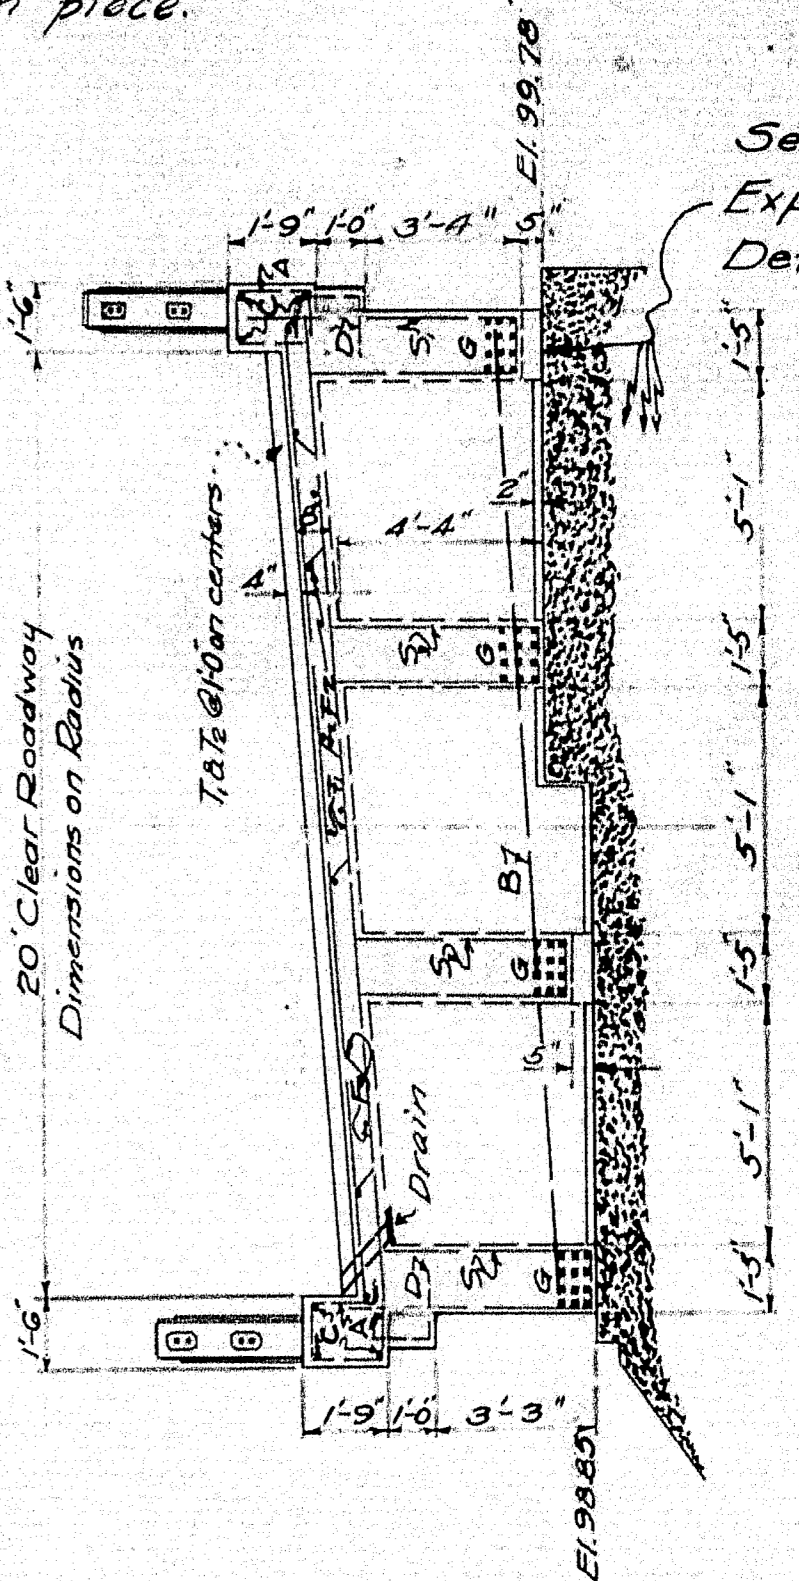 n piece.
El. 99.78
Se
Exp
De
1'-9"
1'-0"
3'-4"
5"
1'-6"
A
C
D
S
G
1'-5"
20' Clear Roadway
Dimensions on Radius
T, & T2 @ 1'-0" on centers
4"
4'-4"
2"
5'-1"
S
G
1'-5"
B7
5'-1"
S
G
1'-5"
5"
Drain
5'-1"
D
S
G
1'-5"
1'-6"
C
A
1'-9"
1'-0"
3'-3"
El. 98.85